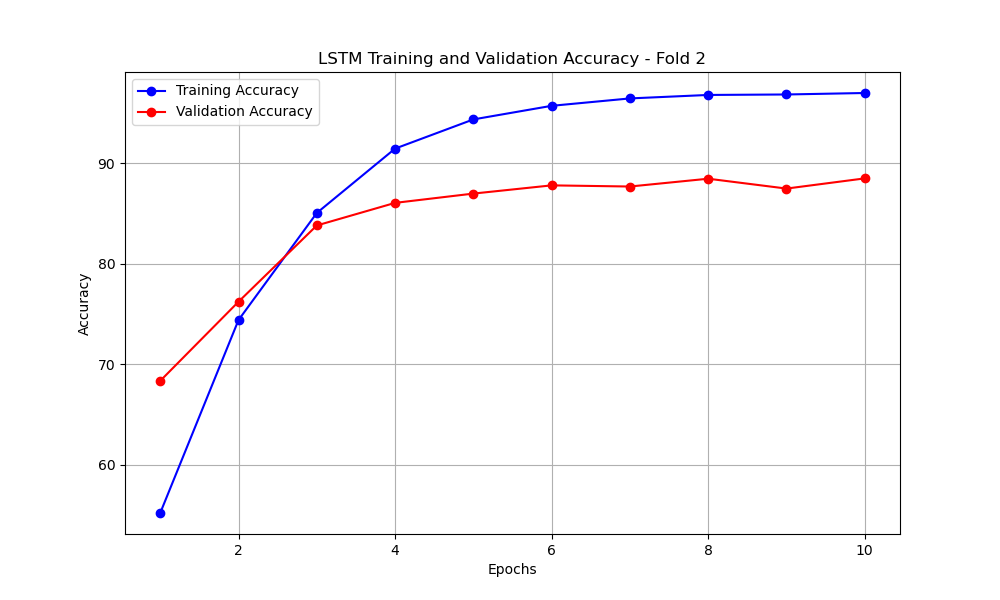 LSTM Training and Validation Accuracy - Fold 2
Training Accuracy
Validation Accuracy
90
80
70
60
Accuracy
2 4 6 8 10
Epochs